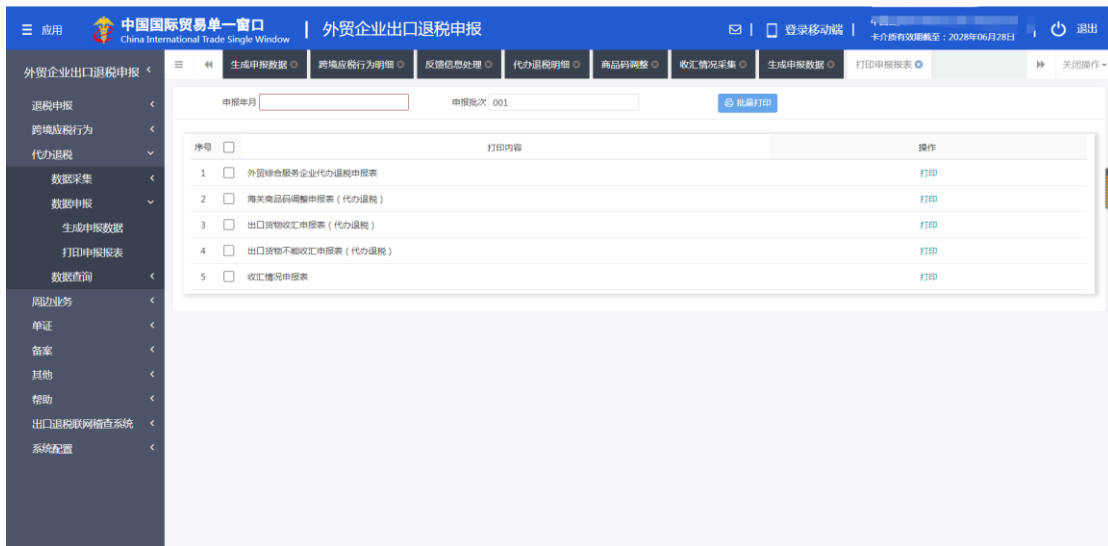 应用
中国国际贸易单一窗口
China International Trade Single Window
外贸企业出口退税申报
登录移动端
卡介质有效期截至：2028年06月28日
退出
外贸企业出口退税申报
生成申报数据
跨境应税行为明细
反馈信息处理
代办退税明细
商品码调整
收汇情况采集
生成申报数据
打印申报报表
关闭操作
退税申报
跨境应税行为
代办退税
数据采集
数据申报
生成申报数据
打印申报报表
数据查询
周边业务
单证
备案
其他
帮助
出口退税联网稽查系统
系统配置
申报年月
申报批次 001
批量打印
序号 打印内容 操作
1 外贸综合服务企业代办退税申报表 打印
2 海关商品码调整申报表（代办退税） 打印
3 出口货物收汇申报表（代办退税） 打印
4 出口货物不能收汇申报表（代办退税） 打印
5 收汇情况申报表 打印